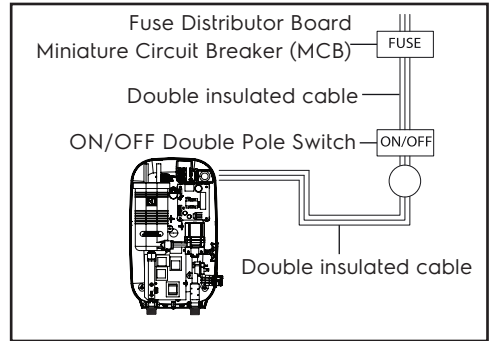 Fuse Distributor Board
Miniature Circuit Breaker (MCB)
FUSE
Double insulated cable
ON/OFF Double Pole Switch
ON/OFF
Double insulated cable